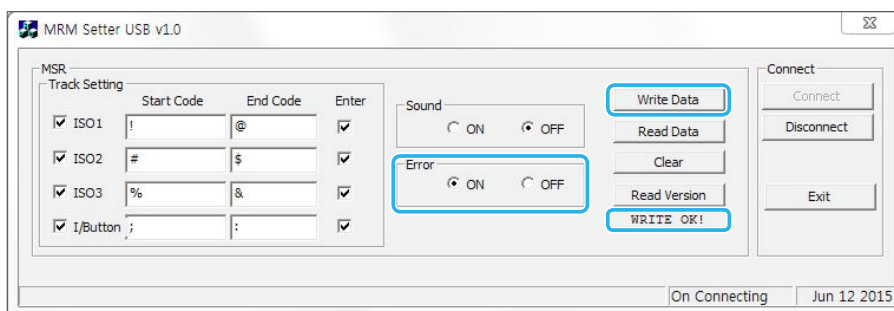 MRM Setter USB v1.0
MSR
Track Setting
Start Code End Code Enter
ISO1 ! @
ISO2 # $
ISO3 % &
I/Button ; :
Sound
ON OFF
Error
ON OFF
Write Data
Read Data
Clear
Read Version
WRITE OK!
Connect
Connect
Disconnect
Exit
On Connecting Jun 12 2015